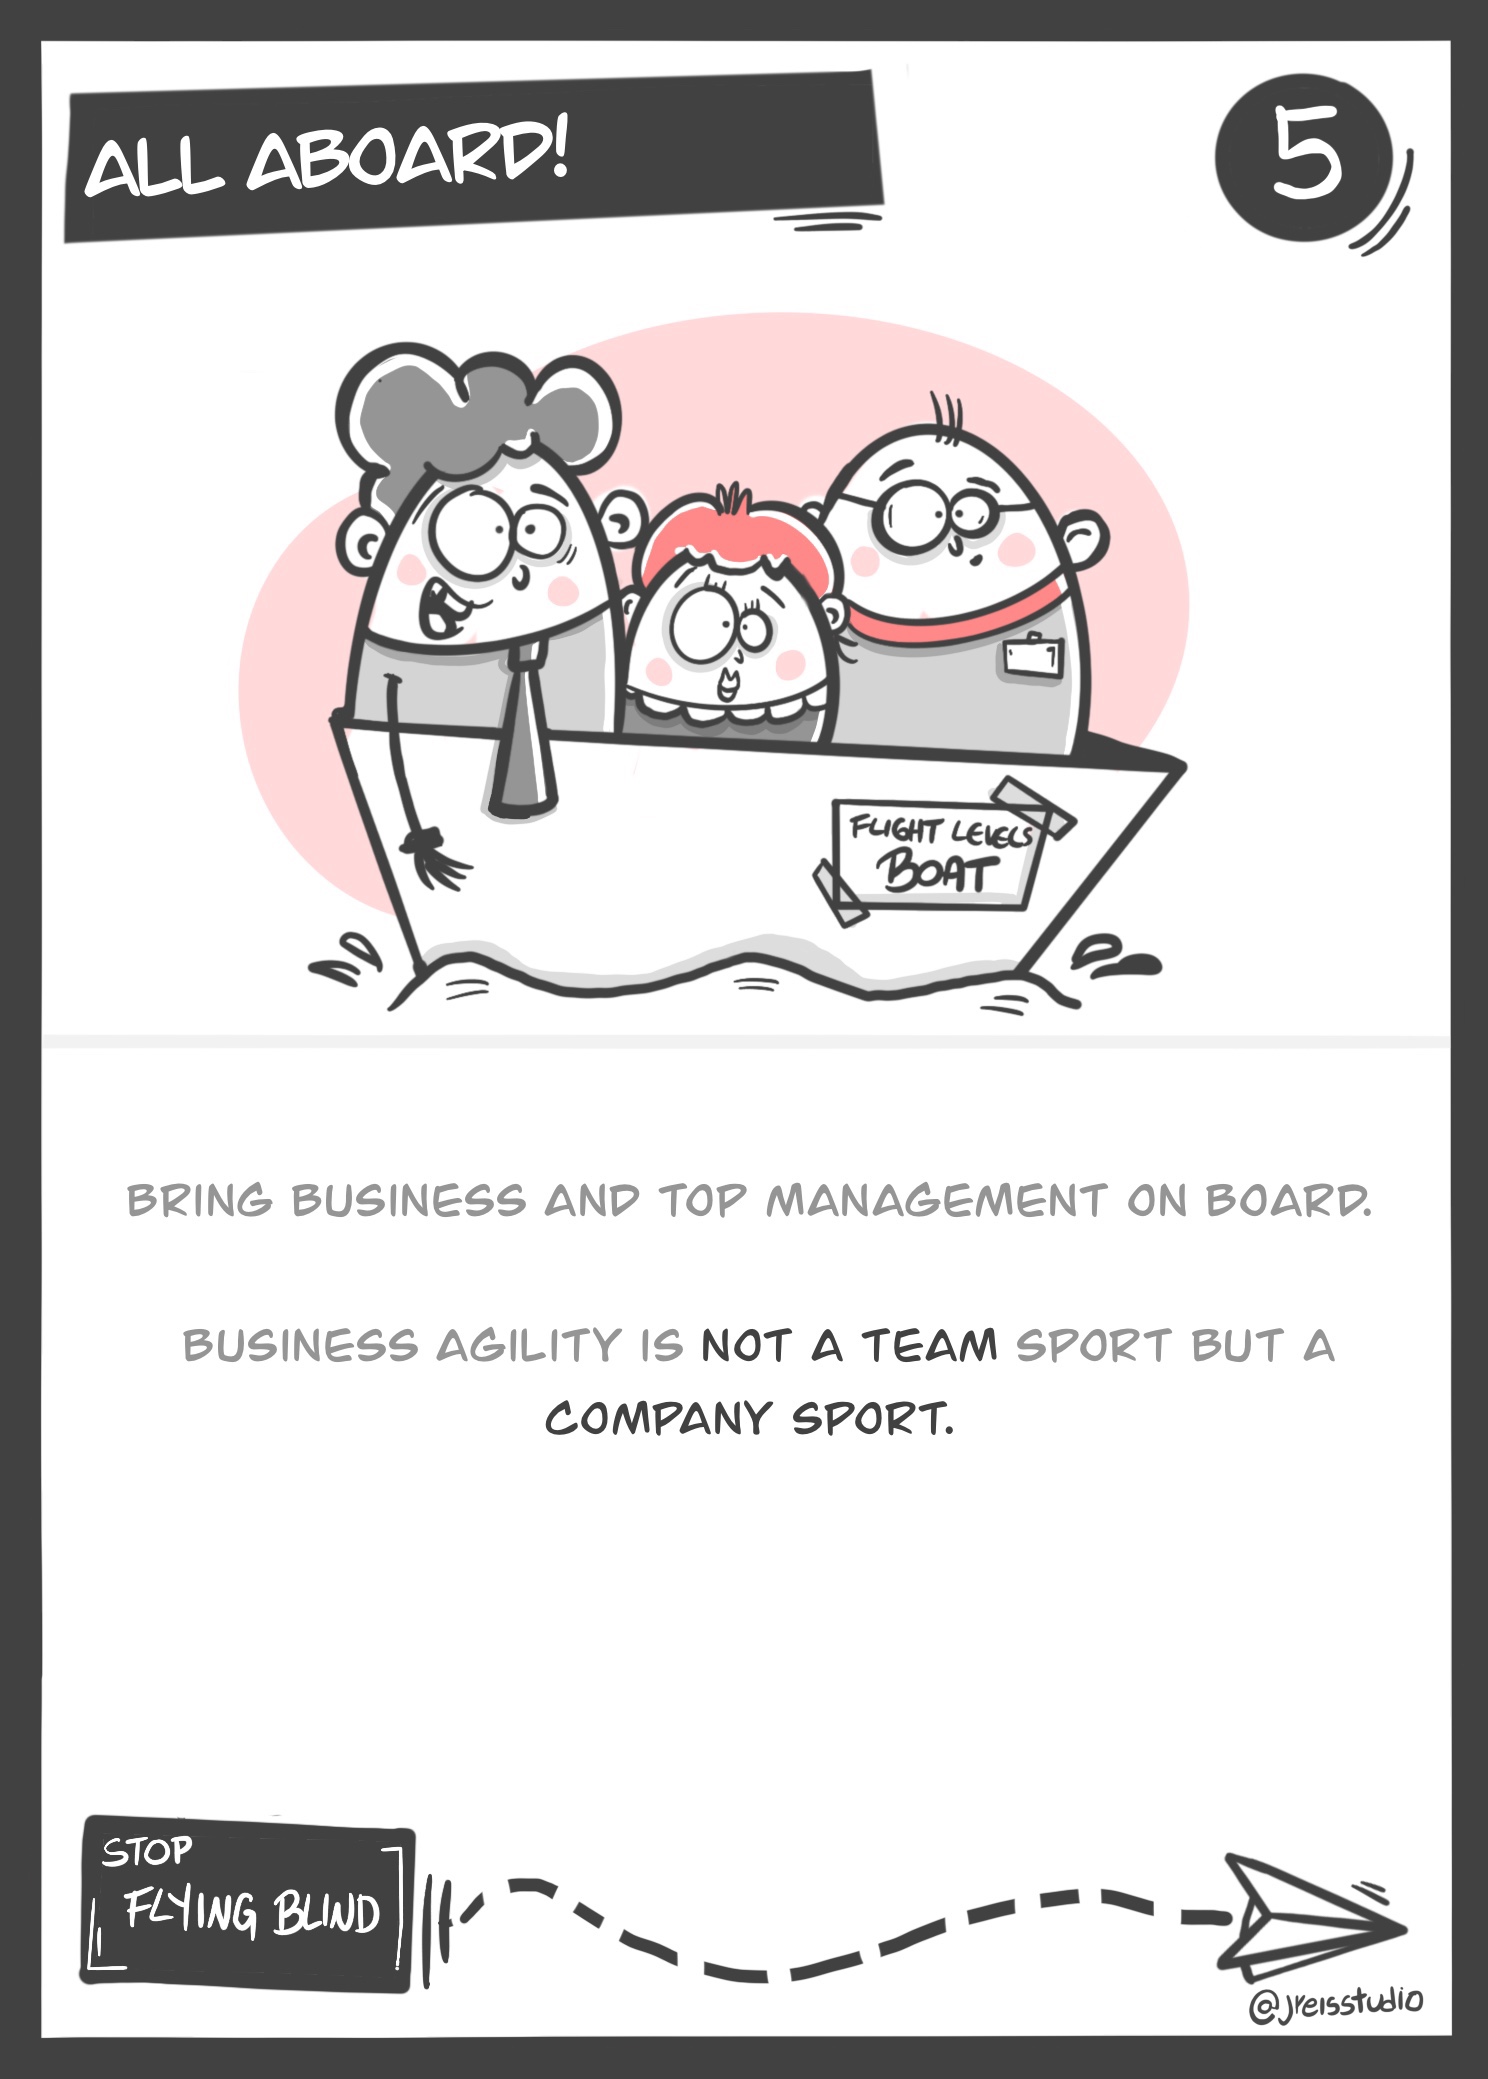 ALL ABOARD!
5
FLIGHT LEVELS
BOAT
BRING BUSINESS AND TOP MANAGEMENT ON BOARD.
BUSINESS AGILITY IS NOT A TEAM SPORT BUT A
COMPANY SPORT.
STOP
FLYING BLIND
@jreisstudio